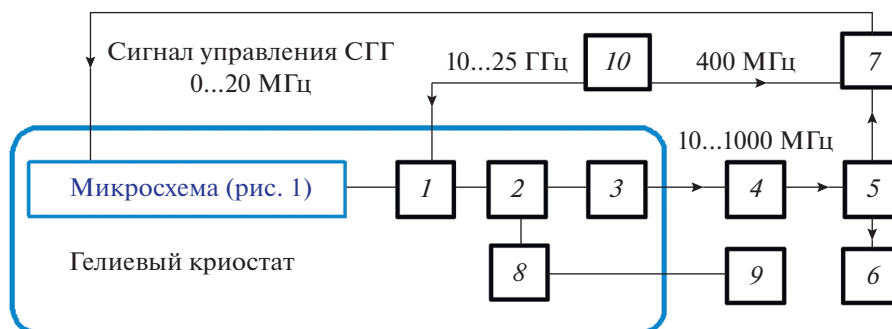 Сигнал управления СГГ
0...20 МГц
10...25 ГГц
10
400 МГц
7
10...1000 МГц
Микросхема (рис. 1)
1
2
3
4
5
Гелиевый криостат
8
9
6